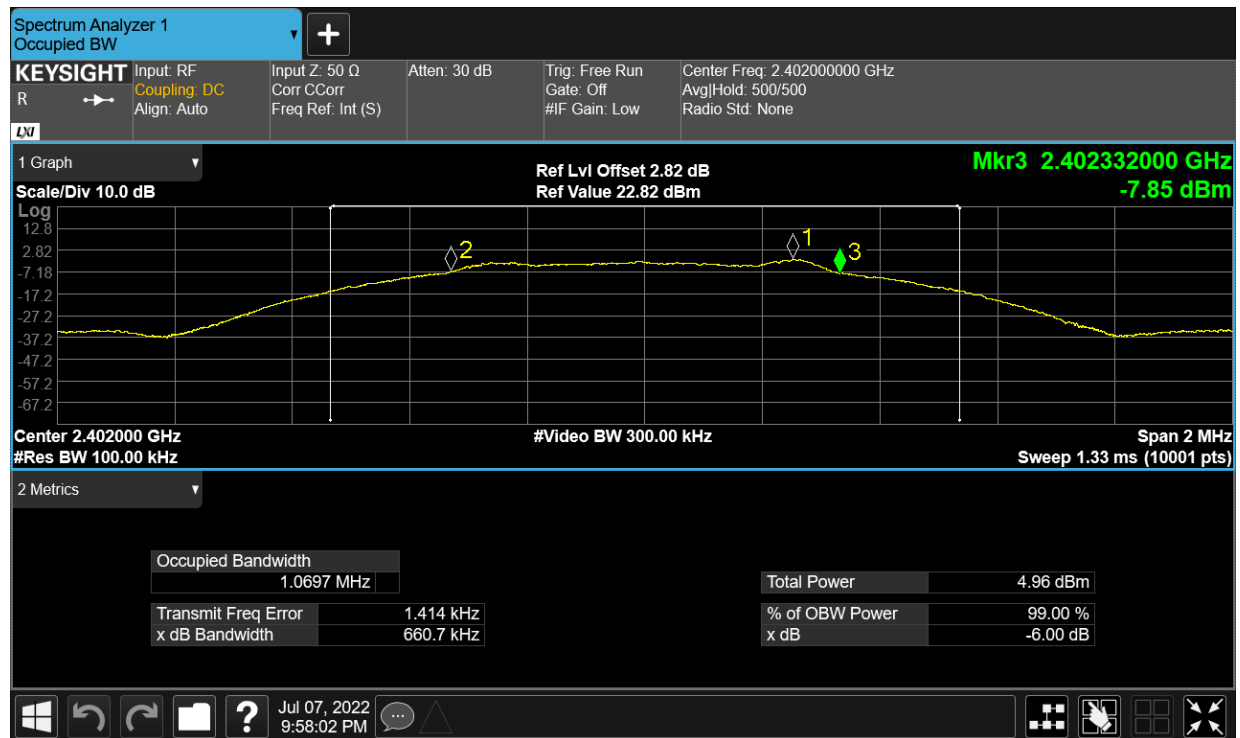 Spectrum Analyzer 1
Occupied BW
KEYSIGHT Input: RF Input Z: 50 Ω Atten: 30 dB Trig: Free Run Center Freq: 2.402000000 GHz
R Coupling: DC Corr CCorr Gate: Off Avg|Hold: 500/500
Align: Auto Freq Ref: Int (S) #IF Gain: Low Radio Std: None
LXI
1 Graph
Ref Lvl Offset 2.82 dB Mkr3 2.402332000 GHz
Scale/Div 10.0 dB Ref Value 22.82 dBm -7.85 dBm
Log
12.8
2.82
-7.18
-17.2
-27.2
-37.2
-47.2
-57.2
-67.2
2 1 3
Center 2.402000 GHz #Video BW 300.00 kHz Span 2 MHz
#Res BW 100.00 kHz Sweep 1.33 ms (10001 pts)
2 Metrics
Occupied Bandwidth
1.0697 MHz Total Power 4.96 dBm
Transmit Freq Error 1.414 kHz % of OBW Power 99.00 %
x dB Bandwidth 660.7 kHz x dB -6.00 dB
? Jul 07, 2022
9:58:02 PM